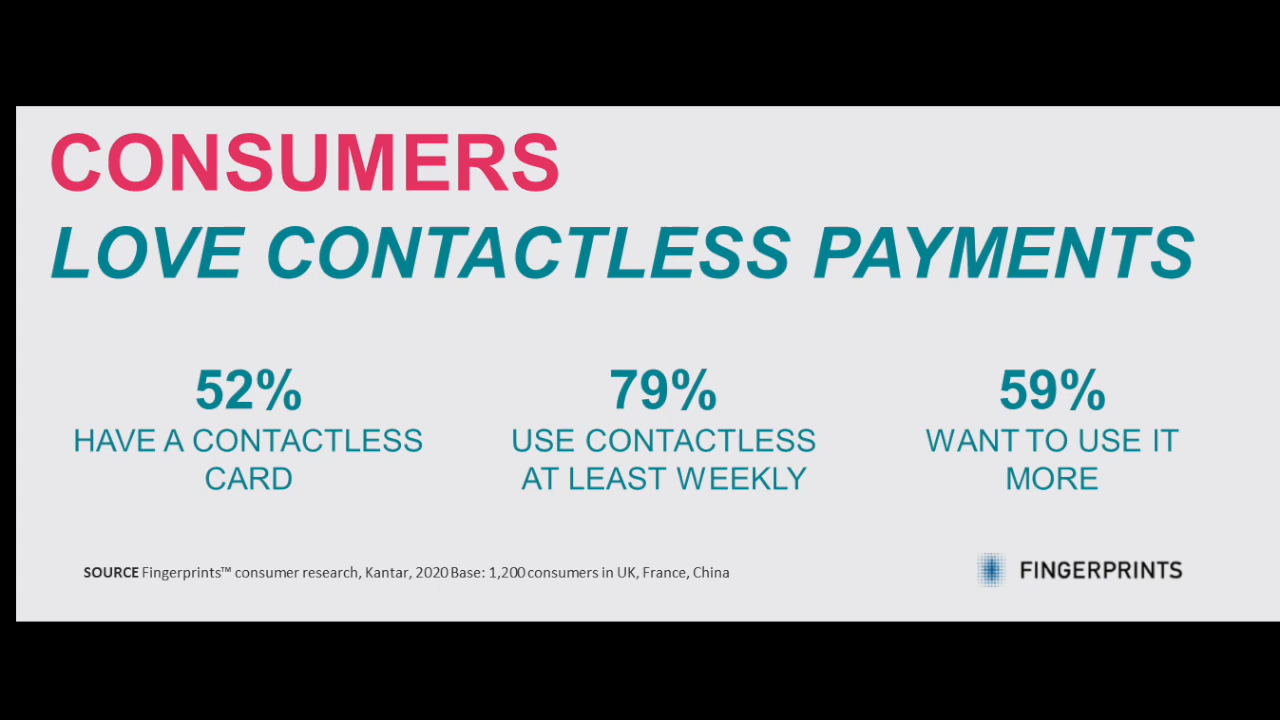 CONSUMERS
LOVE CONTACTLESS PAYMENTS
52%
HAVE A CONTACTLESS
CARD
79%
USE CONTACTLESS
AT LEAST WEEKLY
59%
WANT TO USE IT
MORE
SOURCE Fingerprints™ consumer research, Kantar, 2020 Base: 1,200 consumers in UK, France, China
FINGERPRINTS